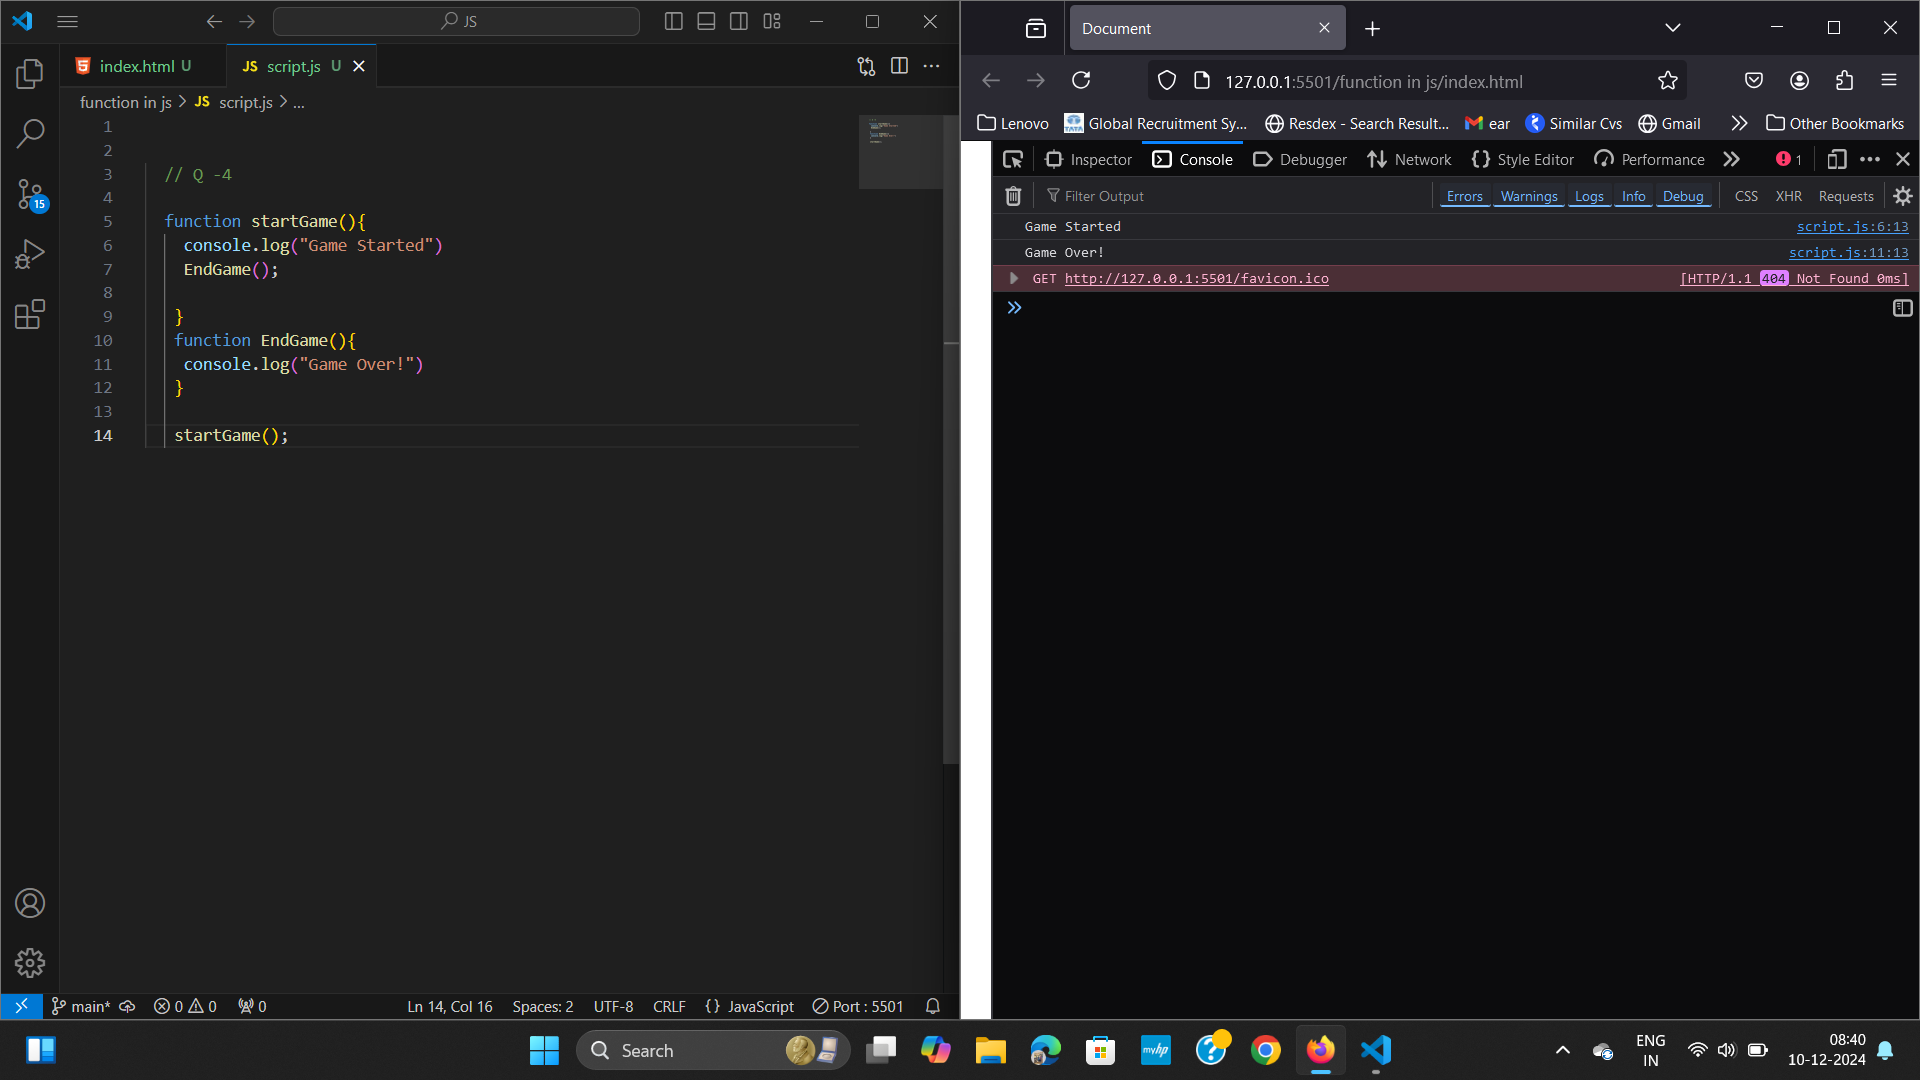 JS
index.html U
JS script.js U
function in js > JS script.js > ...
1
2
3 // Q -4
4
5 function startGame(){
6 console.log("Game Started")
7 EndGame();
8
9 }
10 function EndGame(){
11 console.log("Game Over!")
12 }
13
14 startGame();
15
main* 0 0 0 Ln 14, Col 16 Spaces: 2 UTF-8 CRLF {} JavaScript Port : 5501
Document
127.0.0.1:5501/function in js/index.html
Lenovo TATA Global Recruitment Sy... Resdex - Search Result... ear Similar Cvs Gmail Other Bookmarks
Inspector Console Debugger Network Style Editor Performance 1
Filter Output Errors Warnings Logs Info Debug CSS XHR Requests
Game Started script.js:6:13
Game Over! script.js:11:13
GET http://127.0.0.1:5501/favicon.ico [HTTP/1.1 404 Not Found 0ms]
Search myhp ENG 08:40
IN 10-12-2024